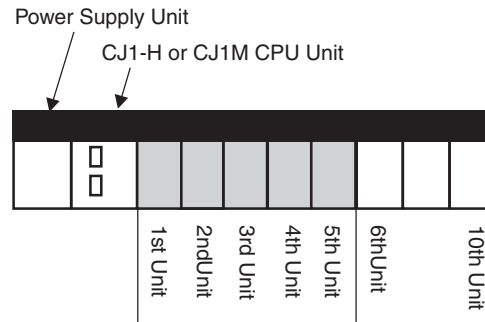 Power Supply Unit
CJ1-H or CJ1M CPU Unit
1st Unit
2ndUnit
3rd Unit
4th Unit
5th Unit
6thUnit
10th Unit